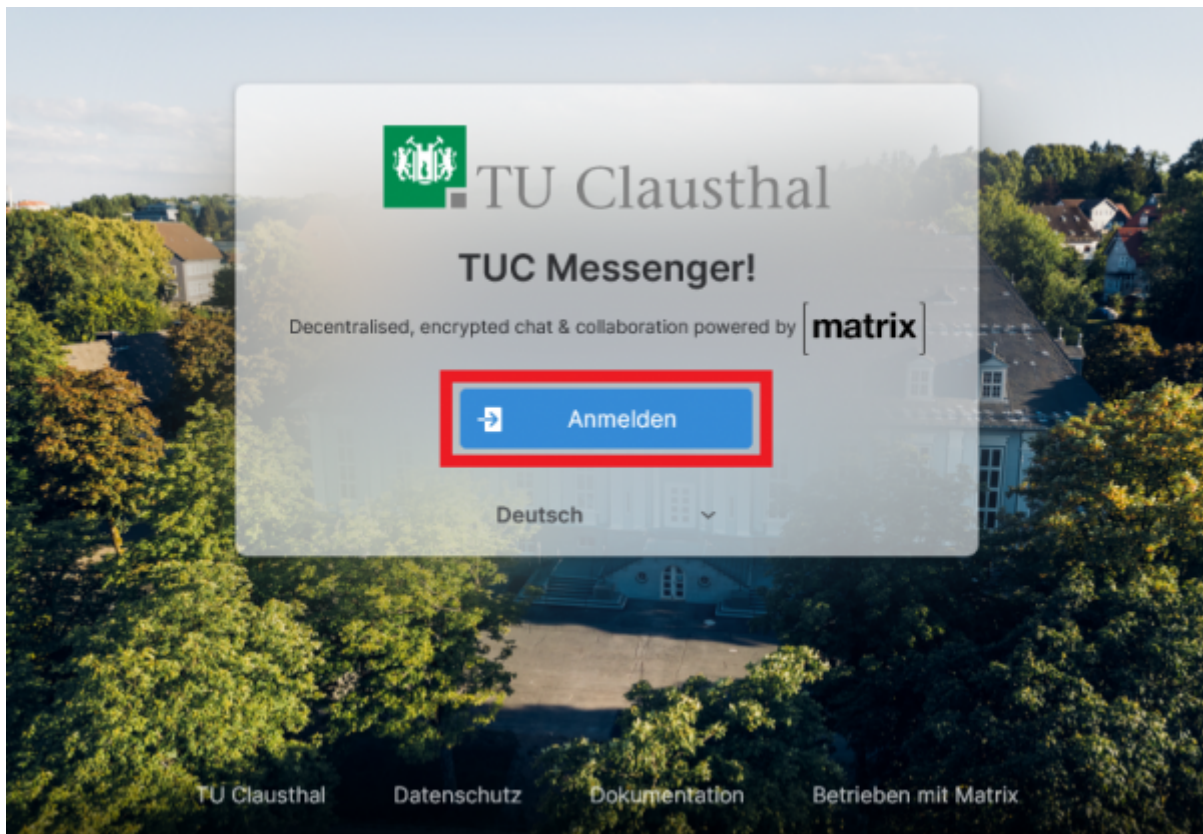 TU Clausthal
TUC Messenger!
Decentralised, encrypted chat & collaboration powered by [matrix]
Anmelden
Deutsch
TU Clausthal Datenschutz Dokumentation Betrieben mit Matrix